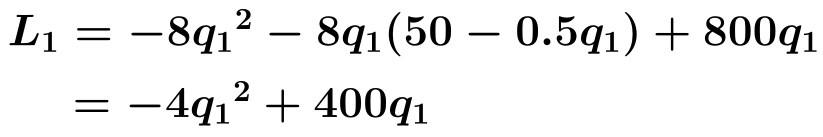 L₁ = −8q₁² − 8q₁(50 − 0.5q₁) + 800q₁
= −4q₁² + 400q₁